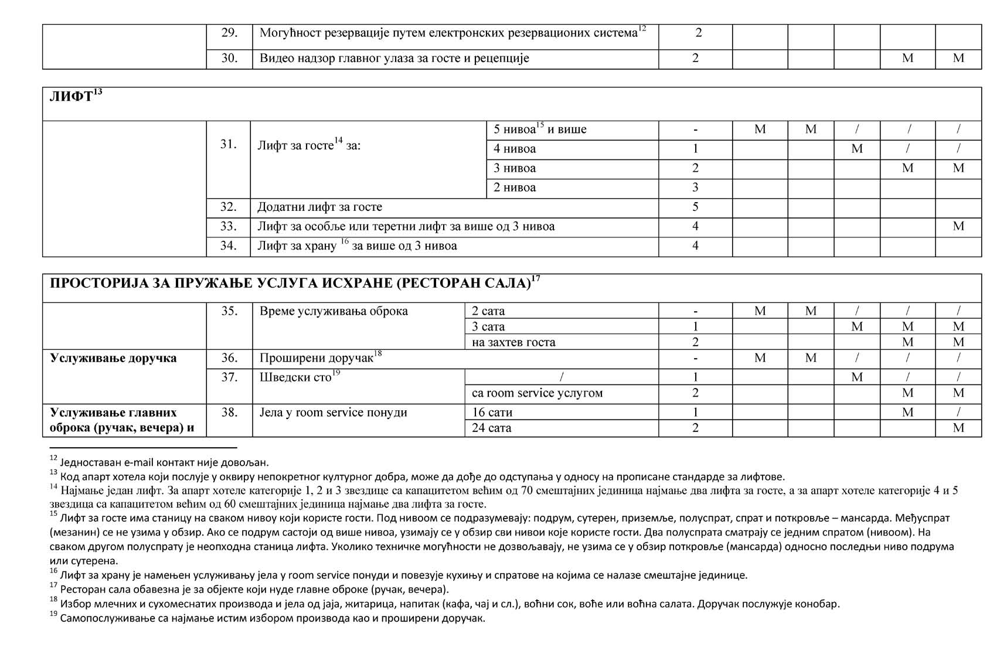 29. Могућност резервације путем електронских резервационих система12 2
30. Видео надзор главног улаза за госте и рецепције 2 М М
ЛИФТ13
31. Лифт за госте14 за: 5 нивоа15 и више - М М / / /
4 нивоа 1 М / /
3 нивоа 2 М М
2 нивоа 3
32. Додатни лифт за госте 5
33. Лифт за особље или теретни лифт за више од 3 нивоа 4 М
34. Лифт за храну 16 за више од 3 нивоа 4
ПРОСТОРИЈА ЗА ПРУЖАЊЕ УСЛУГА ИСХРАНЕ (РЕСТОРАН САЛА)17
35. Време услуживања оброка 2 сата - М М / / /
3 сата 1 М М М
на захтев госта 2 М М
Услуживање доручка 36. Проширени доручак18 - М М / / /
37. Шведски сто19 / 1 М / /
са room service услугом 2 М М
Услуживање главних 38. Јела у room service понуди 16 сати 1 М /
оброка (ручак, вечера) и 24 сата 2 М
12 Једноставан e-mail контакт није довољан.
13 Код апарт хотела који послује у оквиру непокретног културног добра, може да дође до одступања у односу на прописане стандарде за лифтове.
14 Најмање један лифт. За апарт хотеле категорије 1, 2 и 3 звездице са капацитетом већим од 70 смештајних јединица најмање два лифта за госте, а за апарт хотеле категорије 4 и 5
звездица са капацитетом већим од 60 смештајних јединица најмање два лифта за госте.
15 Лифт за госте има станицу на сваком нивоу који користе гости. Под нивоом се подразумевају: подрум, сутерен, приземље, полуспрат, спрат и поткровље – мансарда. Међуспрат
(мезанин) се не узима у обзир. Ако се подрум састоји од више нивоа, узимају се у обзир сви нивои које користе гости. Два полуспрата сматрају се једним спратом (нивоом). На
сваком другом полуспрату је неопходна станица лифта. Уколико техничке могућности не дозвољавају, не узима се у обзир поткровље (мансарда) односно последњи ниво подрума
или сутерена.
16 Лифт за храну је намењен услуживању јела у room service понуди и повезује кухињу и спратове на којима се налазе смештајне јединице.
17 Ресторан сала обавезна је за објекте који нуде главне оброке (ручак, вечера).
18 Избор млечних и сухомеснатих производа и јела од јаја, житарица, напитак (кафа, чај и сл.), воћни сок, воће или воћна салата. Доручак послужује конобар.
19 Самопослуживање са најмање истим избором производа као и проширени доручак.